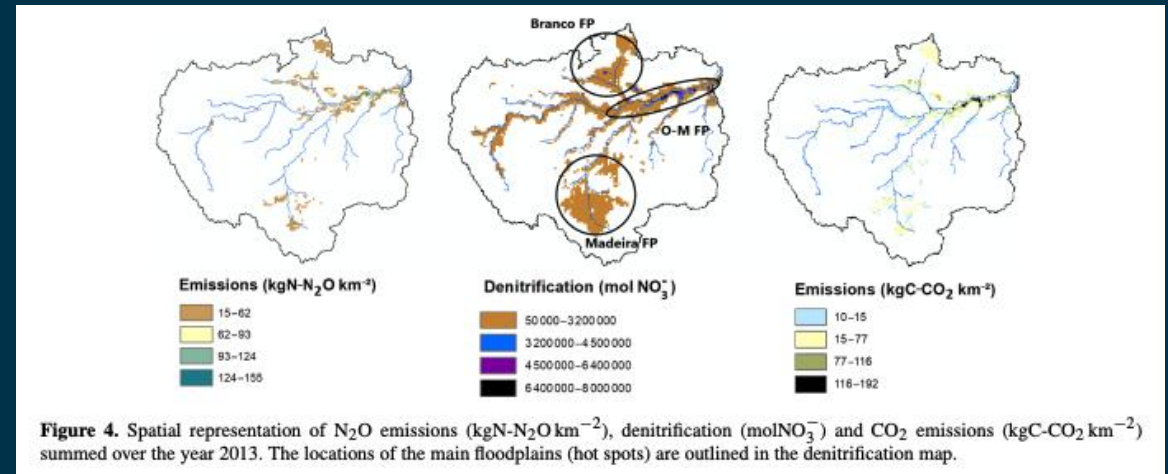 Branco FP
O-M FP
Madeira FP
Emissions (kgN-N₂O km⁻²)
15–62
62–93
93–124
124–155
Denitrification (mol NO₃⁻)
50 000–3200 000
3200 000–4 500 000
4 500 000–6 400 000
6 400 000–8 000 000
Emissions (kgC-CO₂ km⁻²)
10–15
15–77
77–116
116–192
Figure 4. Spatial representation of N₂O emissions (kgN-N₂O km⁻²), denitrification (molNO₃⁻) and CO₂ emissions (kgC-CO₂ km⁻²)
summed over the year 2013. The locations of the main floodplains (hot spots) are outlined in the denitrification map.